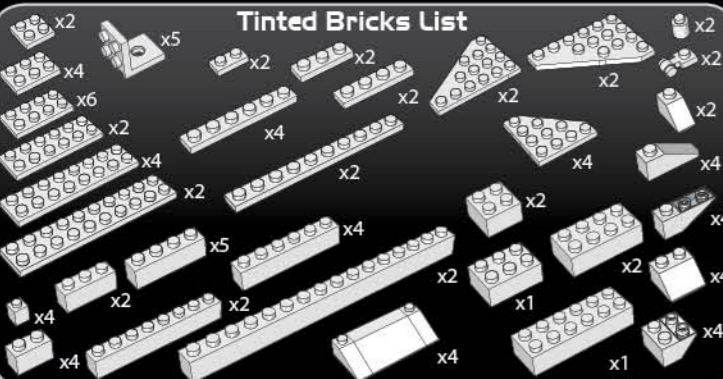 Tinted Bricks List
x2 x5 x2 x2 x2 x2 x2 x2
x4 x2
x6 x4 x2 x2
x2 x4 x4
x4 x2
x2 x2
x5 x4 x2
x4 x2 x2 x2 x1
x4 x4 x4
x4 x1